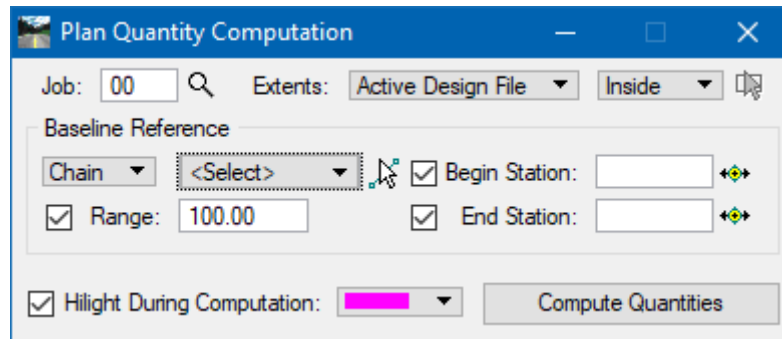 Plan Quantity Computation
Job: 00 Extents: Active Design File Inside
Baseline Reference
Chain <Select> Begin Station:
Range: 100.00 End Station:
Hilight During Computation: Compute Quantities